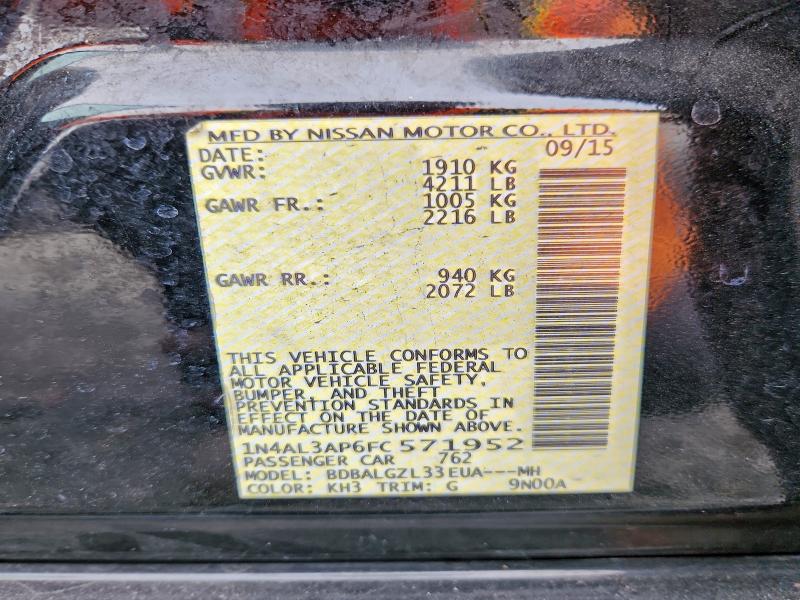 MFD BY NISSAN MOTOR CO., LTD.
DATE: 09/15
GVWR: 1910 KG
4211 LB
GAWR FR.: 1005 KG
2216 LB
GAWR RR.: 940 KG
2072 LB
THIS VEHICLE CONFORMS TO
ALL APPLICABLE FEDERAL
MOTOR VEHICLE SAFETY,
BUMPER, AND THEFT
PREVENTION STANDARDS IN
EFFECT ON THE DATE OF
MANUFACTURE SHOWN ABOVE.
1N4AL3AP6FC571952
PASSENGER CAR 762
MODEL: BDBALGZL33EUA---MH
COLOR: KH3 TRIM: G 9N00A